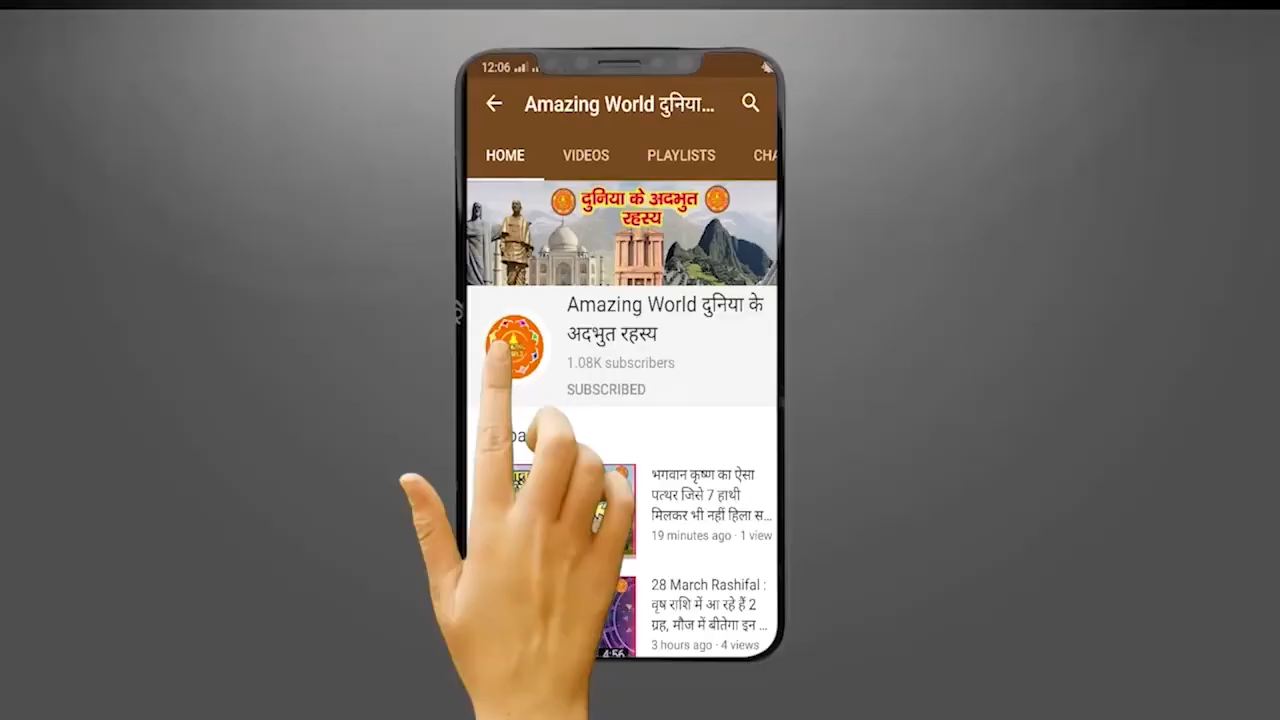 12:06
Amazing World दुनिया...
HOME VIDEOS PLAYLISTS CHA
दुनिया के अदभुत
रहस्य
Amazing World दुनिया के
अदभुत रहस्य
1.08K subscribers
SUBSCRIBED
भगवान कृष्ण का ऐसा
पत्थर जिसे 7 हाथी
मिलकर भी नहीं हिला स...
19 minutes ago · 1 view
28 March Rashifal :
वृष राशि में आ रहे हैं 2
ग्रह, मौज में बीतेगा इन ...
3 hours ago · 4 views
4:56